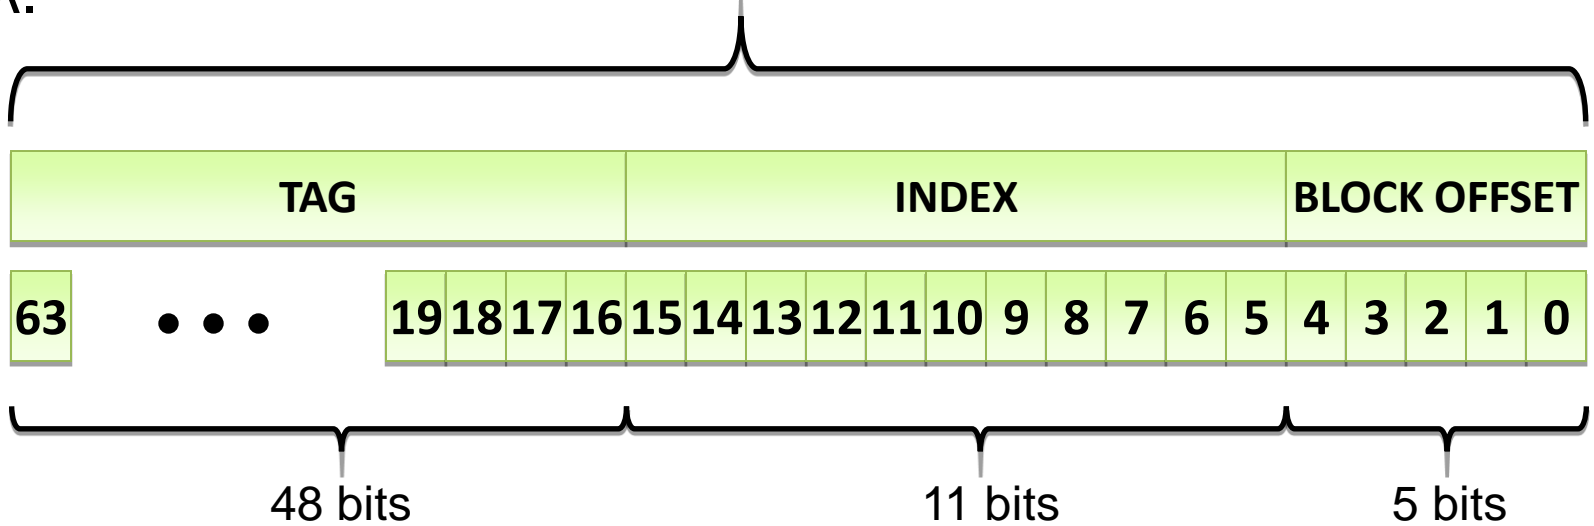 TAG INDEX BLOCK OFFSET
63 • • • 19 18 17 16 15 14 13 12 11 10 9 8 7 6 5 4 3 2 1 0
48 bits 11 bits 5 bits